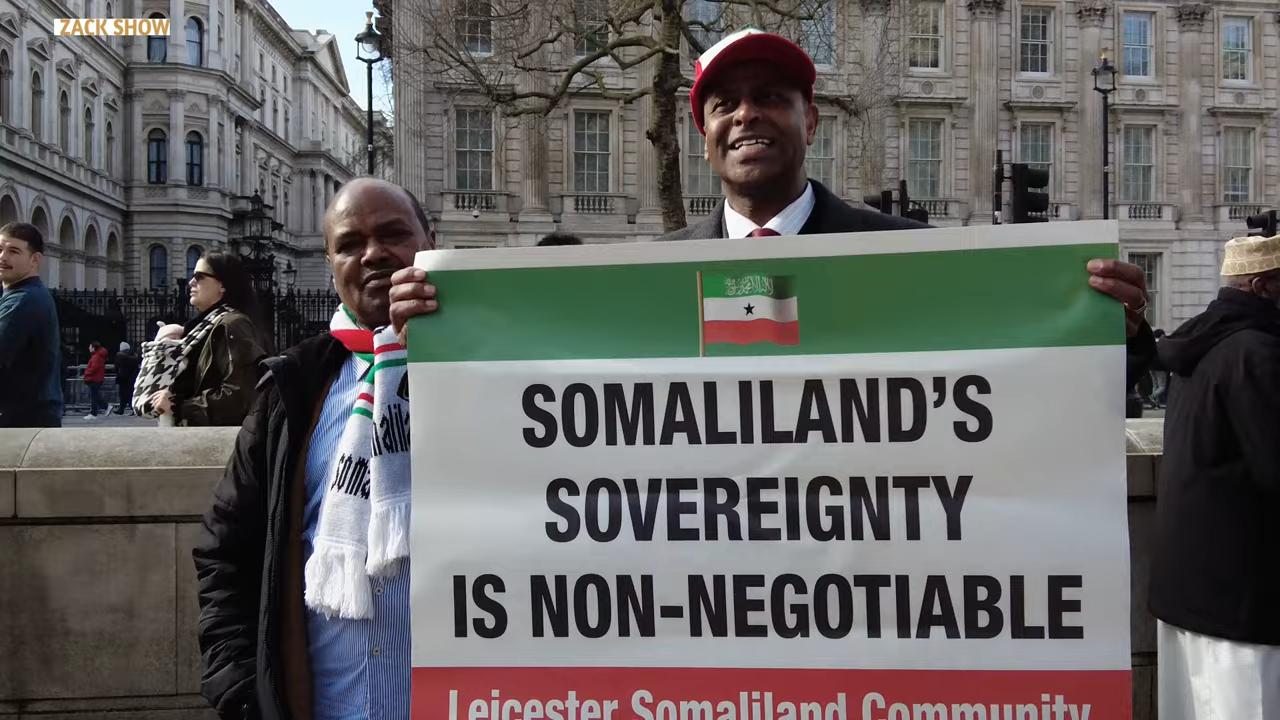 ZACK SHOW
SOMALILAND'S
SOVEREIGNTY
IS NON-NEGOTIABLE
Leicester Somaliland Community